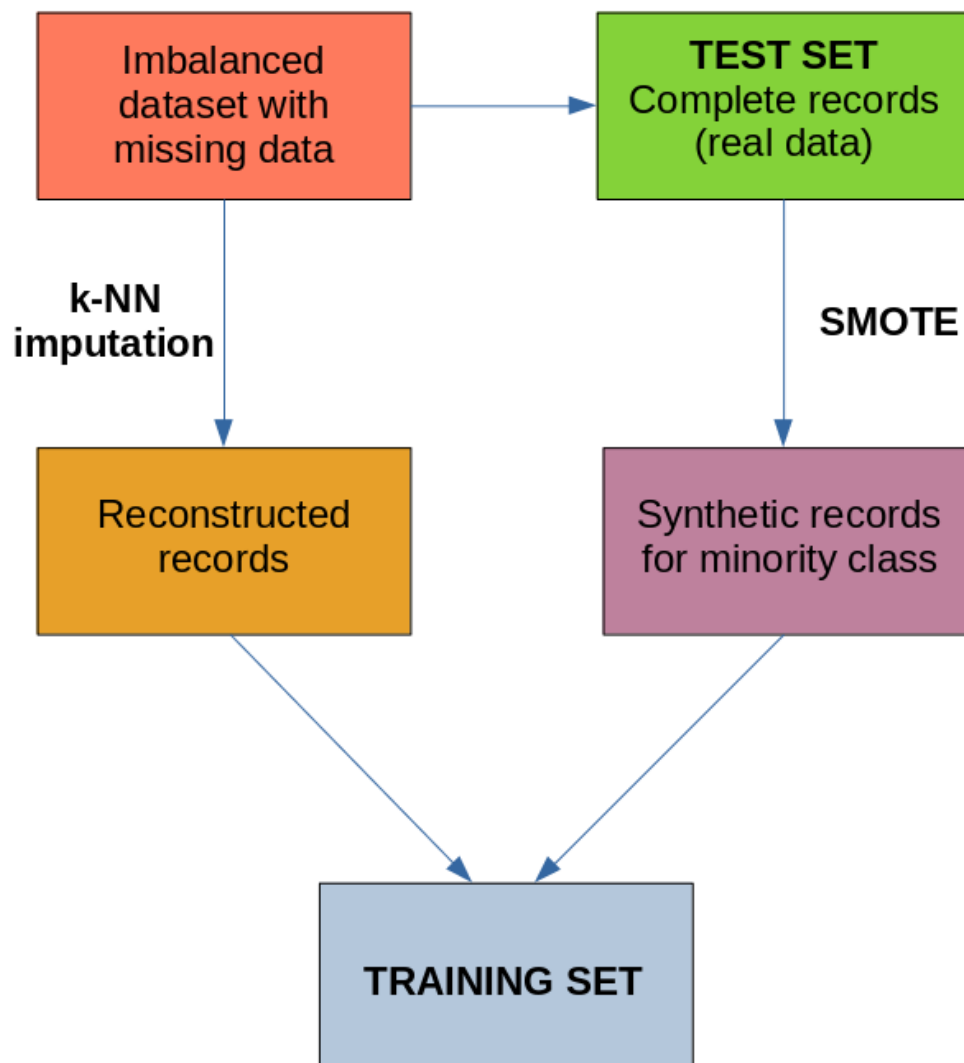 Imbalanced
dataset with
missing data
TEST SET
Complete records
(real data)
k-NN
imputation
SMOTE
Reconstructed
records
Synthetic records
for minority class
TRAINING SET